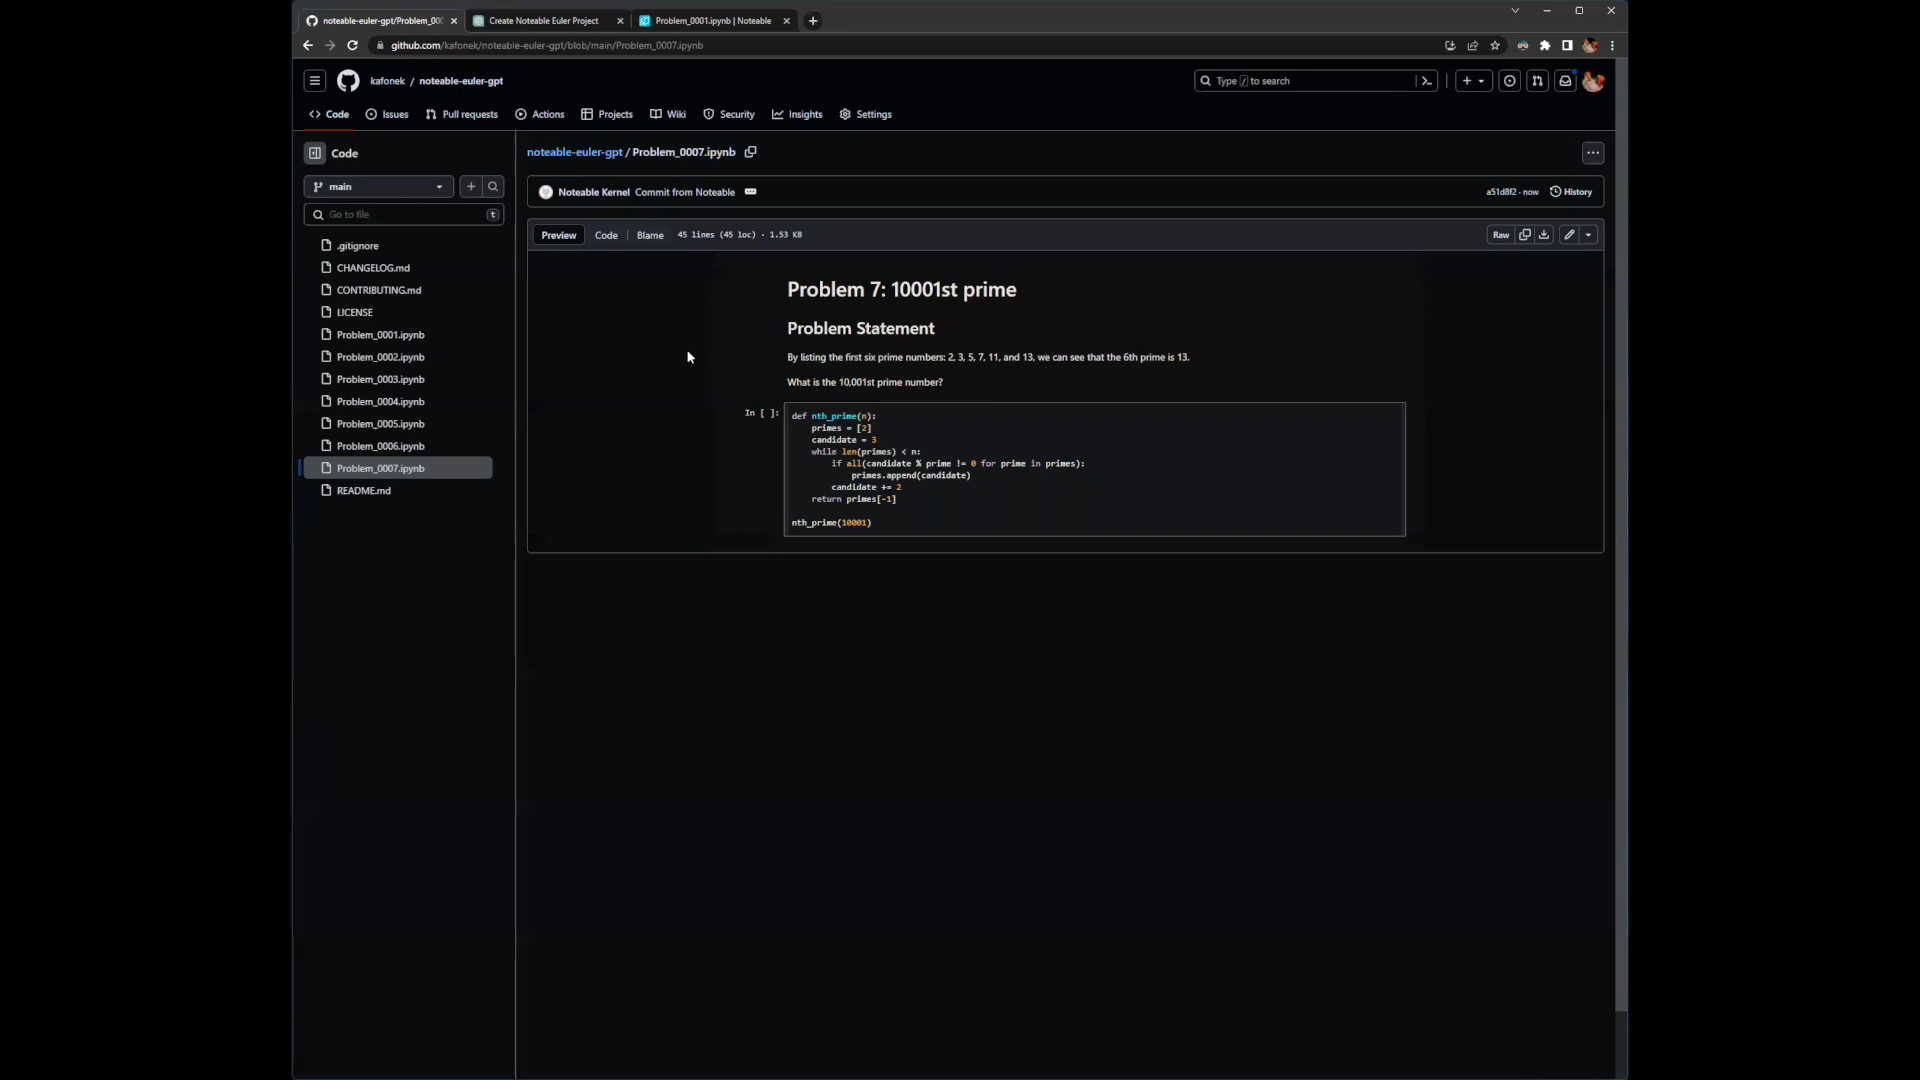 noteable-euler-gpt/Problem_000
Create Noteable Euler Project
Problem_0001.ipynb | Noteable
github.com/kafonek/noteable-euler-gpt/blob/main/Problem_0007.ipynb
kafonek / noteable-euler-gpt
Type / to search
Code
Issues
Pull requests
Actions
Projects
Wiki
Security
Insights
Settings
Code
main
Go to file
t
.gitignore
CHANGELOG.md
CONTRIBUTING.md
LICENSE
Problem_0001.ipynb
Problem_0002.ipynb
Problem_0003.ipynb
Problem_0004.ipynb
Problem_0005.ipynb
Problem_0006.ipynb
Problem_0007.ipynb
README.md
noteable-euler-gpt / Problem_0007.ipynb
Noteable Kernel Commit from Noteable
a51d8f2 · now
History
Preview
Code
Blame
45 lines (45 loc) · 1.53 KB
Raw
Problem 7: 10001st prime
Problem Statement
By listing the first six prime numbers: 2, 3, 5, 7, 11, and 13, we can see that the 6th prime is 13.
What is the 10,001st prime number?
In [ ]:
def nth_prime(n):
    primes = [2]
    candidate = 3
    while len(primes) < n:
        if all(candidate % prime != 0 for prime in primes):
            primes.append(candidate)
        candidate += 2
    return primes[-1]
nth_prime(10001)